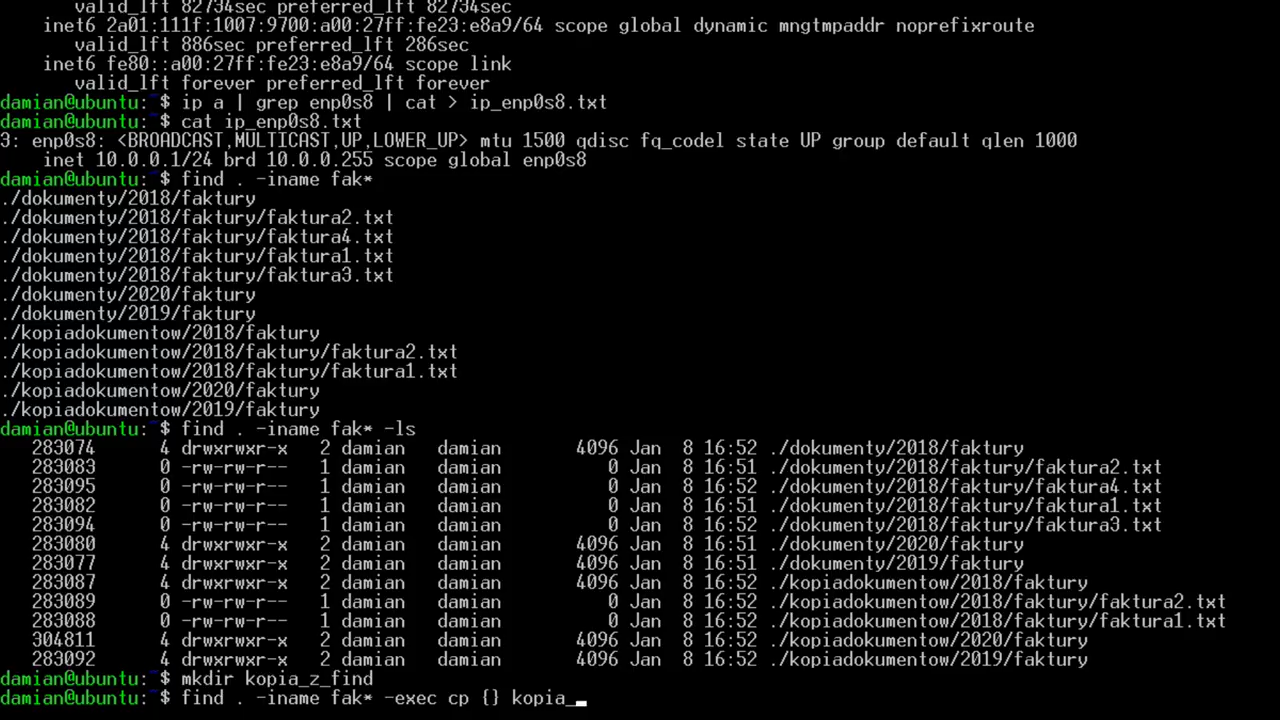 valid_lft 82734sec preferred_lft 82734sec
inet6 2a01:111f:1007:9700:a00:27ff:fe23:e8a9/64 scope global dynamic mngtmpaddr noprefixroute
valid_lft 886sec preferred_lft 286sec
inet6 fe80::a00:27ff:fe23:e8a9/64 scope link
valid_lft forever preferred_lft forever
damian@ubuntu:~$ ip a | grep enp0s8 | cat > ip_enp0s8.txt
damian@ubuntu:~$ cat ip_enp0s8.txt
3: enp0s8: <BROADCAST,MULTICAST,UP,LOWER_UP> mtu 1500 qdisc fq_codel state UP group default qlen 1000
inet 10.0.0.1/24 brd 10.0.0.255 scope global enp0s8
damian@ubuntu:~$ find . -iname fak*
./dokumenty/2018/faktury
./dokumenty/2018/faktury/faktura2.txt
./dokumenty/2018/faktury/faktura4.txt
./dokumenty/2018/faktury/faktura1.txt
./dokumenty/2018/faktury/faktura3.txt
./dokumenty/2020/faktury
./dokumenty/2019/faktury
./kopiadokumentow/2018/faktury
./kopiadokumentow/2018/faktury/faktura2.txt
./kopiadokumentow/2018/faktury/faktura1.txt
./kopiadokumentow/2020/faktury
./kopiadokumentow/2019/faktury
damian@ubuntu:~$ find . -iname fak* -ls
283074 4 drwxrwxr-x 2 damian damian 4096 Jan 8 16:52 ./dokumenty/2018/faktury
283083 0 -rw-rw-r-- 1 damian damian 0 Jan 8 16:51 ./dokumenty/2018/faktury/faktura2.txt
283095 0 -rw-rw-r-- 1 damian damian 0 Jan 8 16:52 ./dokumenty/2018/faktury/faktura4.txt
283082 0 -rw-rw-r-- 1 damian damian 0 Jan 8 16:51 ./dokumenty/2018/faktury/faktura1.txt
283094 0 -rw-rw-r-- 1 damian damian 0 Jan 8 16:52 ./dokumenty/2018/faktury/faktura3.txt
283080 4 drwxrwxr-x 2 damian damian 4096 Jan 8 16:51 ./dokumenty/2020/faktury
283077 4 drwxrwxr-x 2 damian damian 4096 Jan 8 16:51 ./dokumenty/2019/faktury
283087 4 drwxrwxr-x 2 damian damian 4096 Jan 8 16:52 ./kopiadokumentow/2018/faktury
283089 0 -rw-rw-r-- 1 damian damian 0 Jan 8 16:52 ./kopiadokumentow/2018/faktury/faktura2.txt
283088 0 -rw-rw-r-- 1 damian damian 0 Jan 8 16:52 ./kopiadokumentow/2018/faktury/faktura1.txt
304811 4 drwxrwxr-x 2 damian damian 4096 Jan 8 16:52 ./kopiadokumentow/2020/faktury
283092 4 drwxrwxr-x 2 damian damian 4096 Jan 8 16:52 ./kopiadokumentow/2019/faktury
damian@ubuntu:~$ mkdir kopia_z_find
damian@ubuntu:~$ find . -iname fak* -exec cp {} kopia_